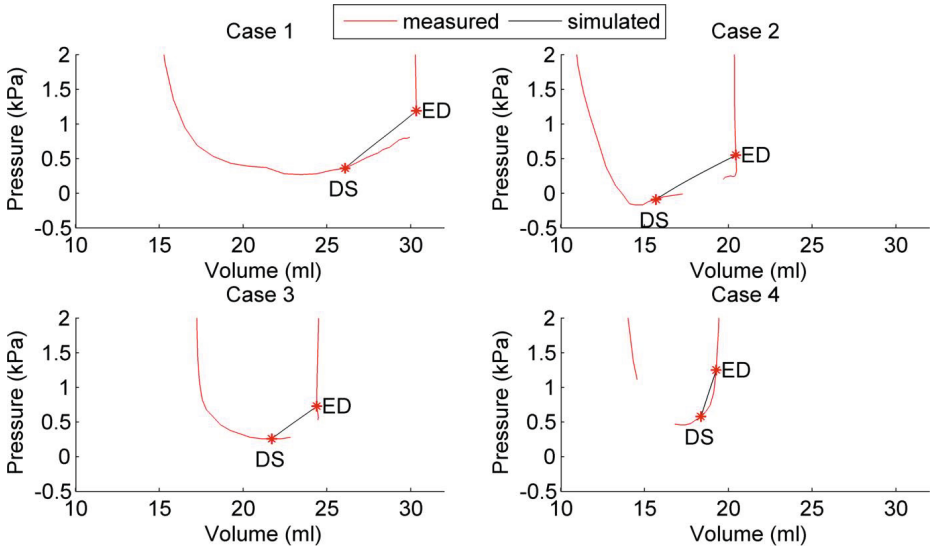 measured simulated
Case 1
Case 2
2
1.5
1
0.5
0
-0.5
Pressure (kPa)
ED
DS
10 15 20 25 30
Volume (ml)
2
1.5
1
0.5
0
-0.5
Pressure (kPa)
ED
DS
10 15 20 25 30
Volume (ml)
Case 3
Case 4
2
1.5
1
0.5
0
-0.5
Pressure (kPa)
ED
DS
10 15 20 25 30
Volume (ml)
2
1.5
1
0.5
0
-0.5
Pressure (kPa)
ED
DS
10 15 20 25 30
Volume (ml)